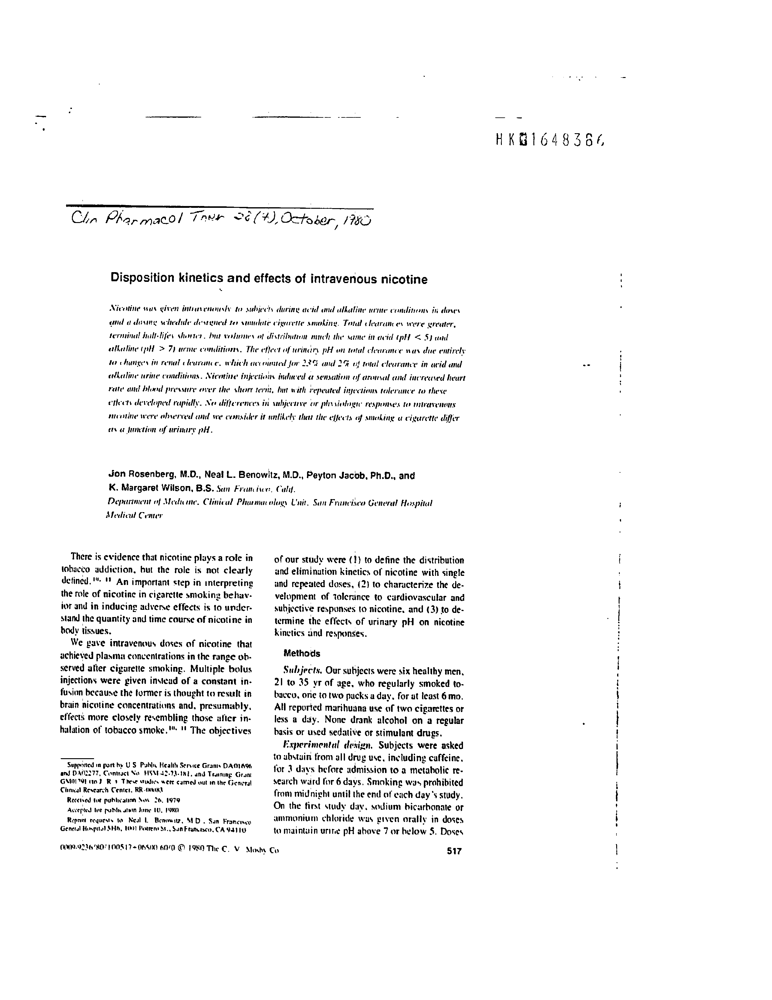 HK01648386
Clin Pharmacol Ther 28(4), October, 1980
Disposition kinetics and effects of intravenous nicotine
Nicotine was given intravenously to subjects during acid and alkaline urine conditions in doses
and a dosing schedule designed to simulate cigarette smoking. Total clearances were greater,
terminal half-lifes shorter, but volumes of distribution much the same in acid (pH < 5) and
alkaline (pH > 7) urine conditions. The effect of urinary pH on total clearance was due entirely
to changes in renal clearance, which accounted for 23% and 2% of total clearance in acid and
alkaline urine conditions. Nicotine injections induced a sensation of arousal and increased heart
rate and blood pressure over the short term, but with repeated injections tolerance to these
effects developed rapidly. No differences in subjective or physiologic responses to intravenous
nicotine were observed and we consider it unlikely that the effects of smoking a cigarette differ
as a function of urinary pH.
Jon Rosenberg, M.D., Neal L. Benowitz, M.D., Peyton Jacob, Ph.D., and
K. Margaret Wilson, B.S. San Francisco, Calif.
Department of Medicine, Clinical Pharmacology Unit, San Francisco General Hospital
Medical Center
There is evidence that nicotine plays a role in
tobacco addiction, but the role is not clearly
defined.10, 11 An important step in interpreting
the role of nicotine in cigarette smoking behav-
ior and in inducing adverse effects is to under-
stand the quantity and time course of nicotine in
body tissues.
We gave intravenous doses of nicotine that
achieved plasma concentrations in the range ob-
served after cigarette smoking. Multiple bolus
injections were given instead of a constant in-
fusion because the former is thought to result in
brain nicotine concentrations and, presumably,
effects more closely resembling those after in-
halation of tobacco smoke.10, 11 The objectives
Supported in part by U.S. Public Health Service Grants DA01696
and DA02277, Contract No. HSM-42-73-181, and Training Grant
GM01791 (to J. R.). These studies were carried out in the General
Clinical Research Center, RR-00083
Received for publication Nov. 26, 1979
Accepted for publication June 10, 1980
Reprint requests to: Neal L. Benowitz, M.D., San Francisco
General Hospital 5H6, 1001 Potrero St., San Francisco, CA 94110
of our study were (1) to define the distribution
and elimination kinetics of nicotine with single
and repeated doses, (2) to characterize the de-
velopment of tolerance to cardiovascular and
subjective responses to nicotine, and (3) to de-
termine the effects of urinary pH on nicotine
kinetics and responses.
Methods
Subjects. Our subjects were six healthy men,
21 to 35 yr of age, who regularly smoked to-
bacco, one to two packs a day, for at least 6 mo.
All reported marihuana use of two cigarettes or
less a day. None drank alcohol on a regular
basis or used sedative or stimulant drugs.
Experimental design. Subjects were asked
to abstain from all drug use, including caffeine,
for 3 days before admission to a metabolic re-
search ward for 6 days. Smoking was prohibited
from midnight until the end of each day's study.
On the first study day, sodium bicarbonate or
ammonium chloride was given orally in doses
to maintain urine pH above 7 or below 5. Doses
0009-9236/80/100517+06$00.60/0 © 1980 The C. V. Mosby Co
517